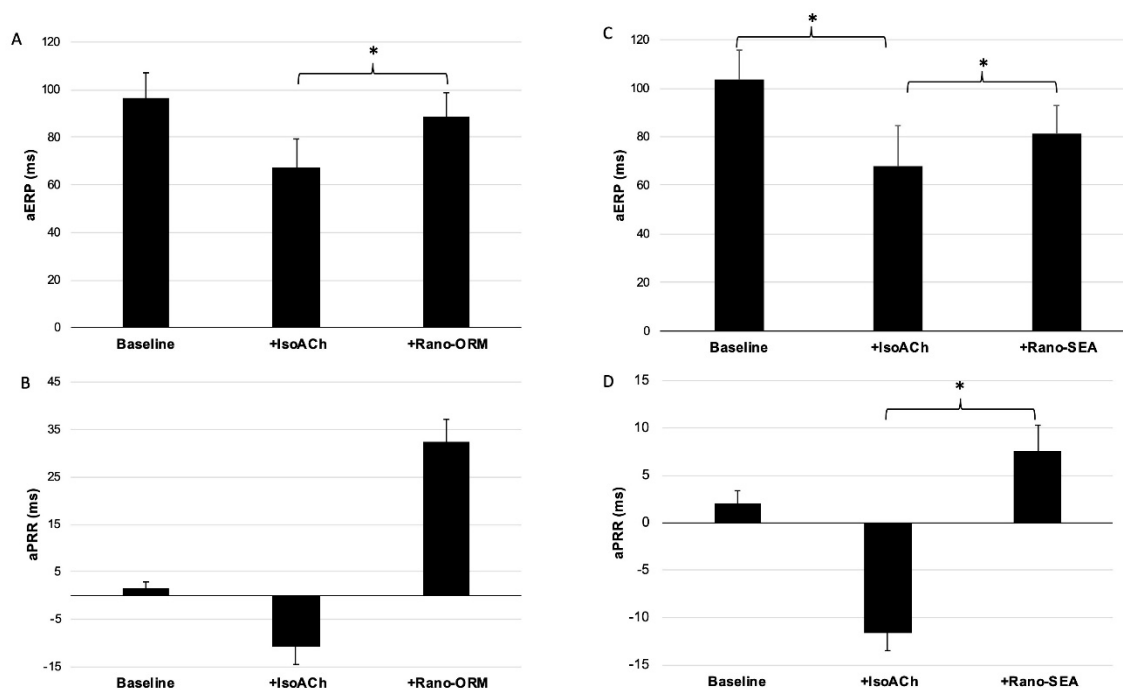 A
*
120
100
80
60
40
20
0
aERP (ms)
Baseline
+IsoACh
+Rano-ORM
B
45
35
25
15
5
-5
-15
aPRR (ms)
Baseline
+IsoACh
+Rano-ORM
C
*
*
120
100
80
60
40
20
0
aERP (ms)
Baseline
+IsoACh
+Rano-SEA
D
*
15
10
5
0
-5
-10
-15
aPRR (ms)
Baseline
+IsoACh
+Rano-SEA